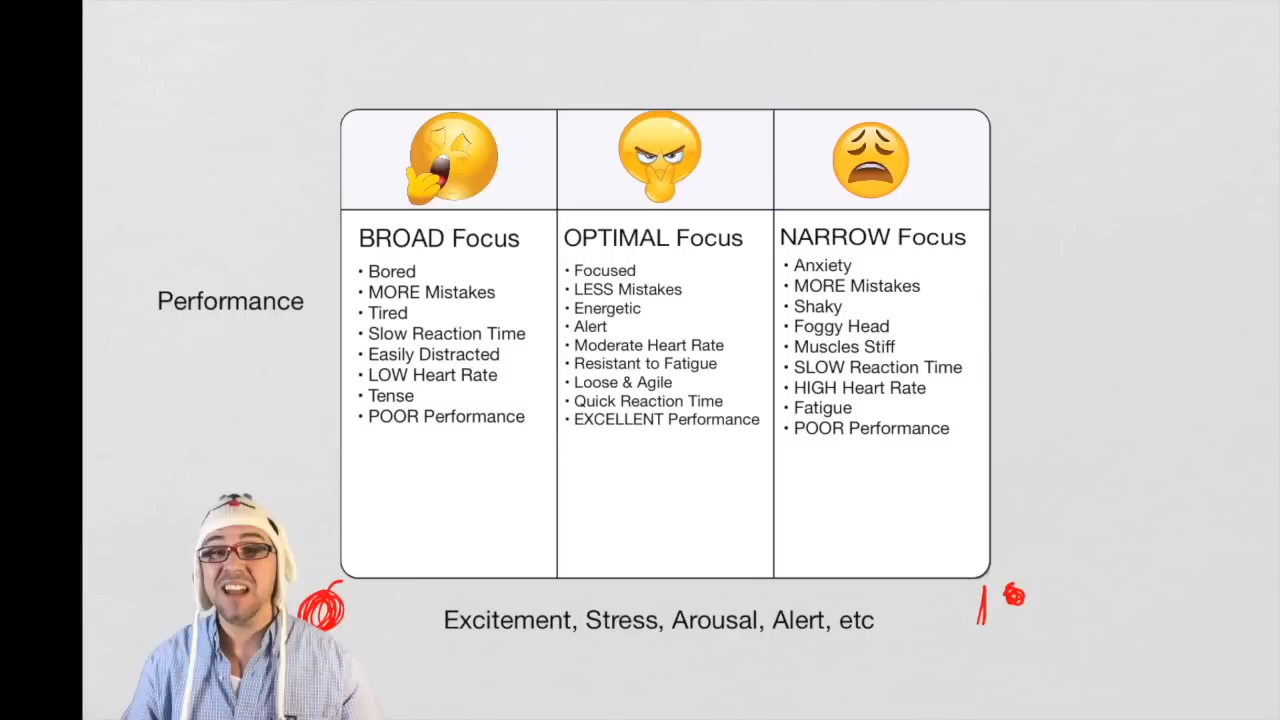 BROAD Focus
• Bored
• MORE Mistakes
• Tired
• Slow Reaction Time
• Easily Distracted
• LOW Heart Rate
• Tense
• POOR Performance
OPTIMAL Focus
• Focused
• LESS Mistakes
• Energetic
• Alert
• Moderate Heart Rate
• Resistant to Fatigue
• Loose & Agile
• Quick Reaction Time
• EXCELLENT Performance
NARROW Focus
• Anxiety
• MORE Mistakes
• Shaky
• Foggy Head
• Muscles Stiff
• SLOW Reaction Time
• HIGH Heart Rate
• Fatigue
• POOR Performance
Performance
Excitement, Stress, Arousal, Alert, etc